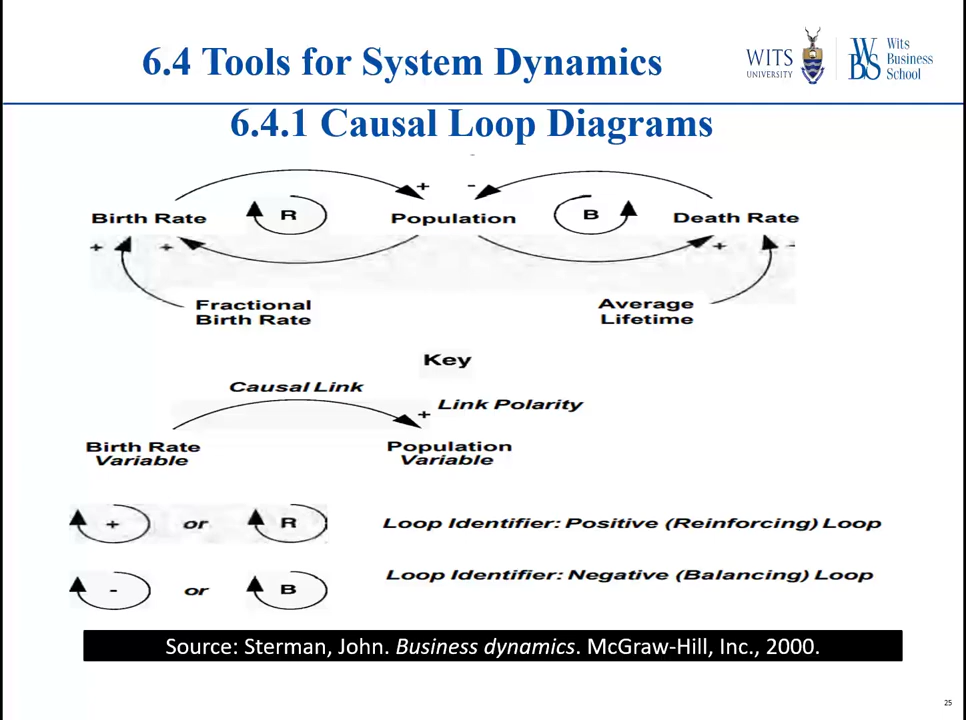 6.4 Tools for System Dynamics
WITS
UNIVERSITY
WBS
Wits
Business
School
6.4.1 Causal Loop Diagrams
+ -
Birth Rate R Population B Death Rate
+ + + -
Fractional
Birth Rate
Average
Lifetime
Key
Causal Link
+ Link Polarity
Birth Rate
Variable
Population
Variable
+ or R Loop Identifier: Positive (Reinforcing) Loop
- or B Loop Identifier: Negative (Balancing) Loop
Source: Sterman, John. Business dynamics. McGraw-Hill, Inc., 2000.
25